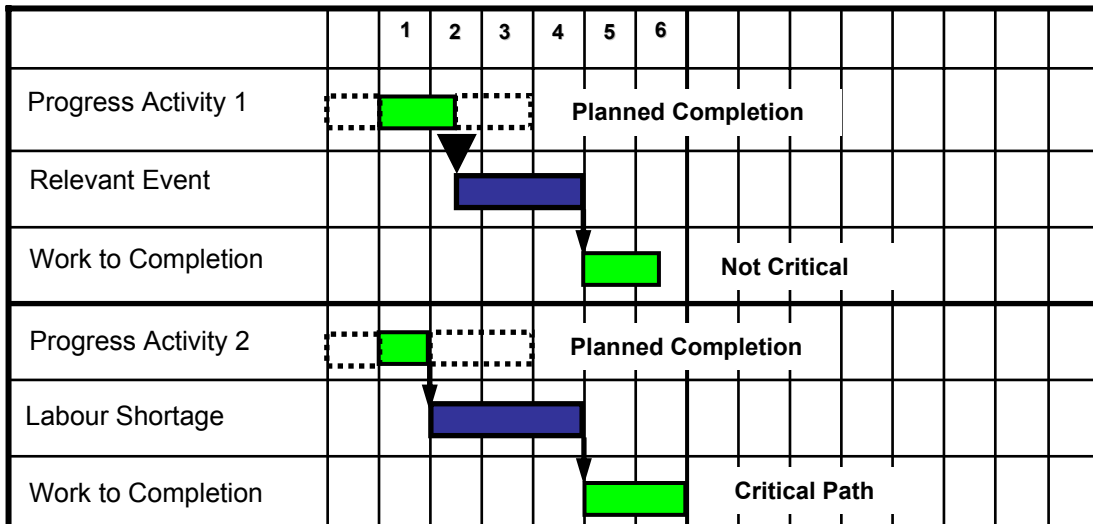 1 2 3 4 5 6
Progress Activity 1
Planned Completion
Relevant Event
Work to Completion
Not Critical
Progress Activity 2
Planned Completion
Labour Shortage
Work to Completion
Critical Path